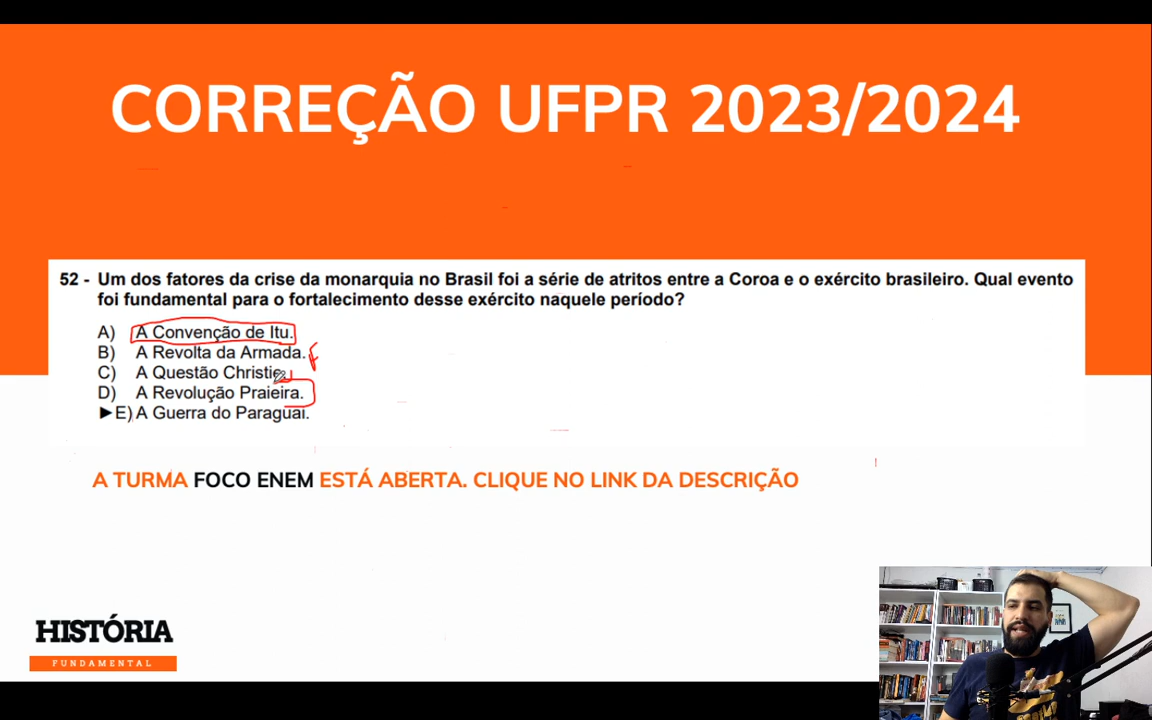 CORREÇÃO UFPR 2023/2024
52 - Um dos fatores da crise da monarquia no Brasil foi a série de atritos entre a Coroa e o exército brasileiro. Qual evento
foi fundamental para o fortalecimento desse exército naquele período?
A) A Convenção de Itu.
B) A Revolta da Armada.
C) A Questão Christie.
D) A Revolução Praieira.
►E) A Guerra do Paraguai.
A TURMA FOCO ENEM ESTÁ ABERTA. CLIQUE NO LINK DA DESCRIÇÃO
HISTÓRIA
FUNDAMENTAL